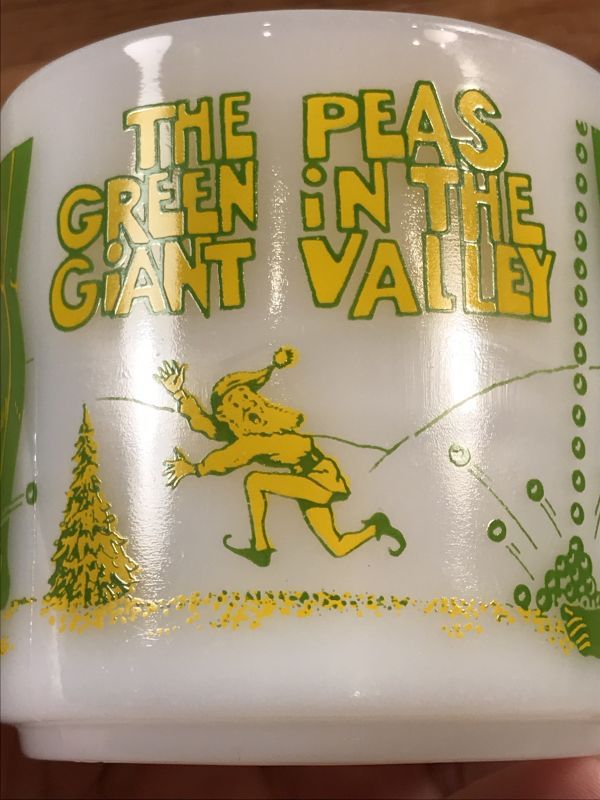 THE
GREEN
GiANT
PEAS
iN THE
VALLEY